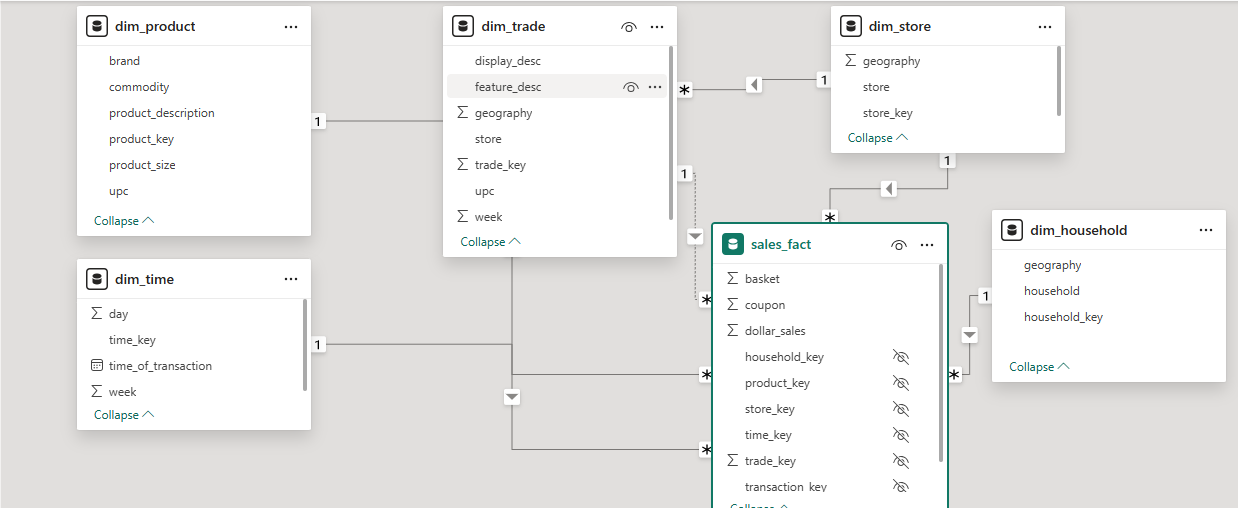 dim_product
brand
commodity
product_description
product_key
product_size
upc
Collapse
dim_trade
display_desc
feature_desc
geography
store
trade_key
upc
week
Collapse
dim_store
geography
store
store_key
Collapse
dim_time
day
time_key
time_of_transaction
week
Collapse
sales_fact
basket
coupon
dollar_sales
household_key
product_key
store_key
time_key
trade_key
transaction_key
Collapse
dim_household
geography
household
household_key
Collapse
1
1
1
*
1
1
*
*
*
*
1
*